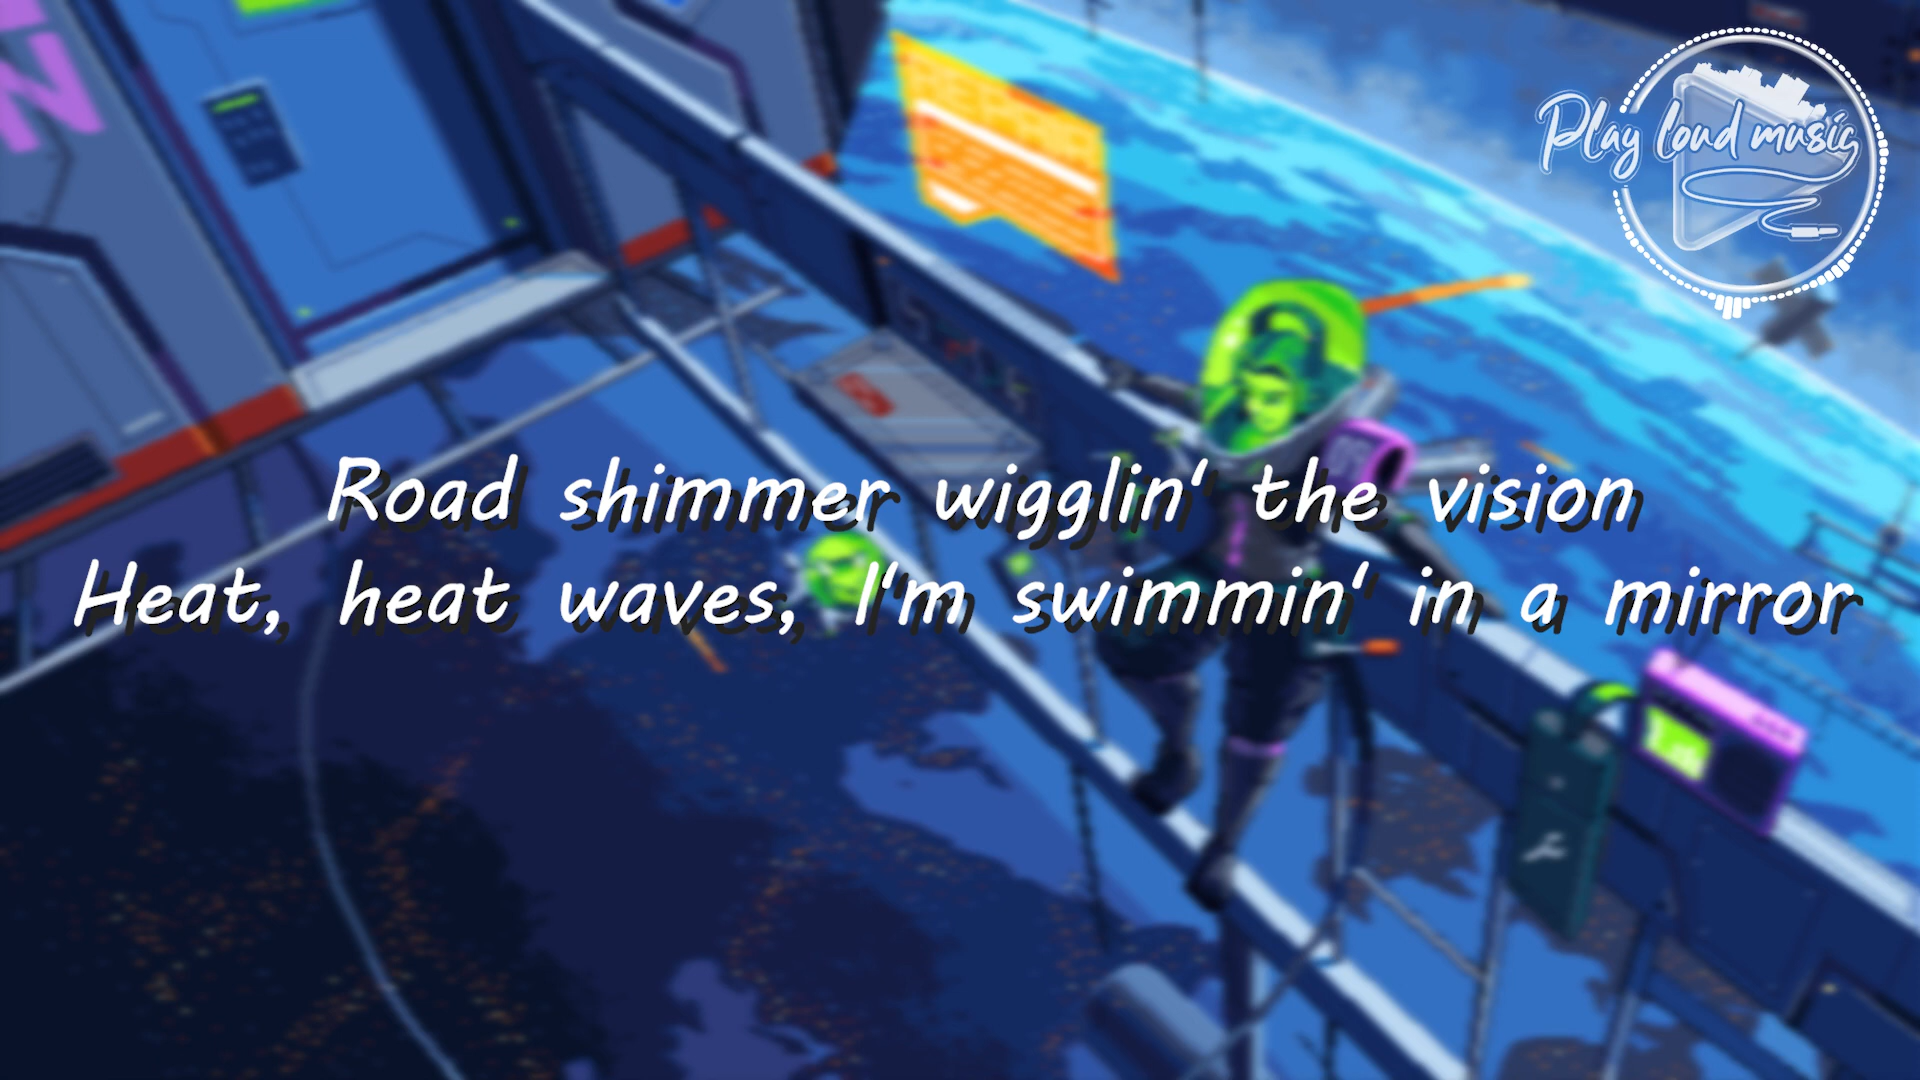 Play loud music
Road shimmer wigglin' the vision
Heat, heat waves, I'm swimmin' in a mirror